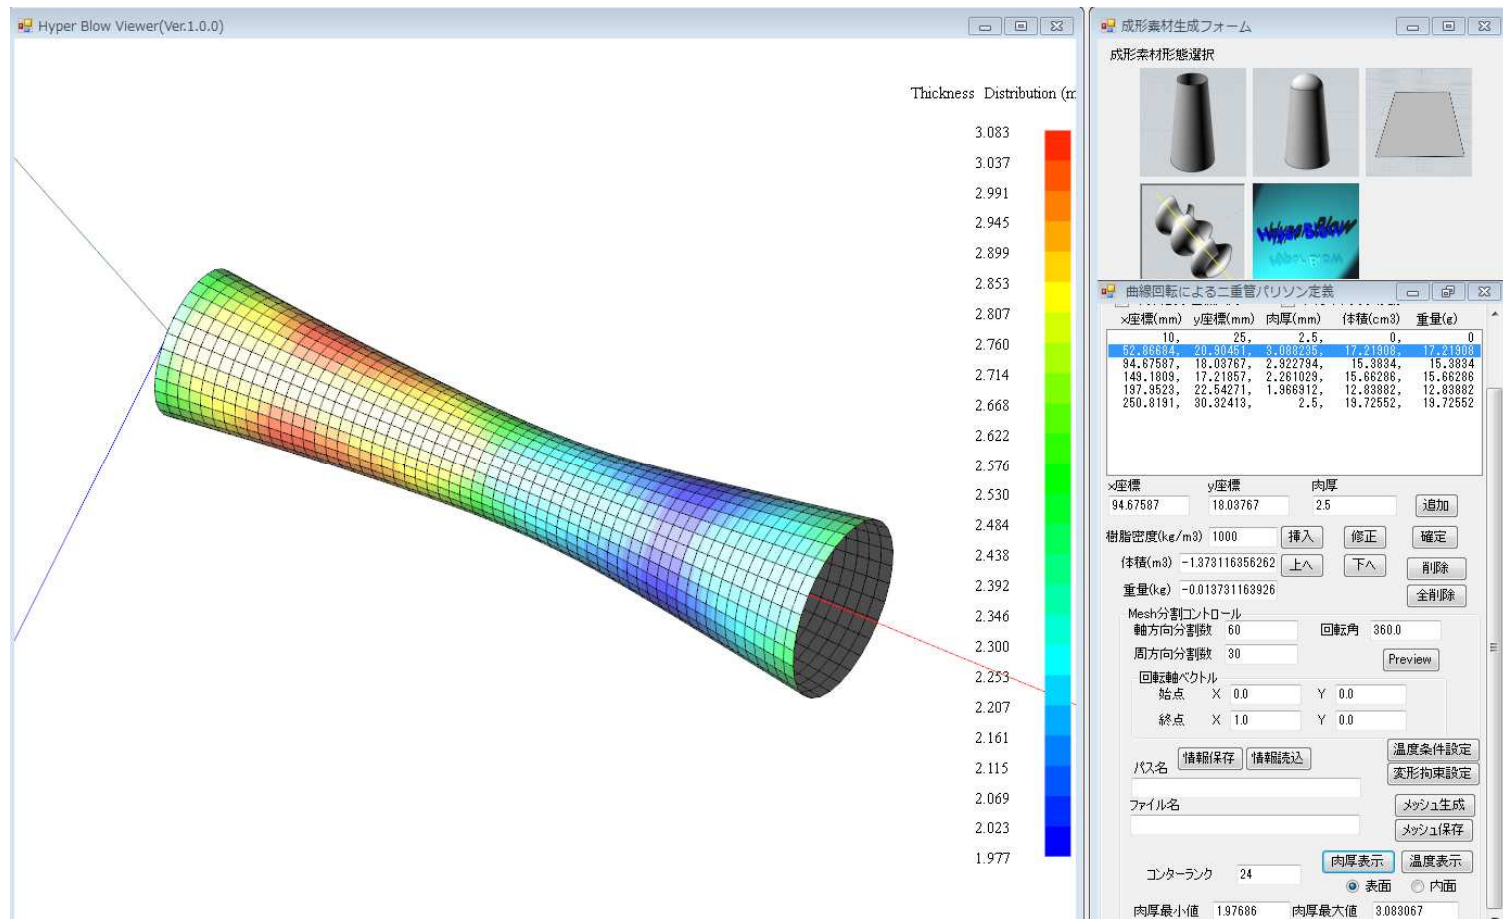 Hyper Blow Viewer(Ver.1.0.0)
Thickness Distribution (m
3.083
3.037
2.991
2.945
2.899
2.853
2.807
2.760
2.714
2.668
2.622
2.576
2.530
2.484
2.438
2.392
2.346
2.300
2.253
2.207
2.161
2.115
2.069
2.023
1.977
成形素材生成フォーム
成形素材形態選択
曲線回転による二重管パリソン定義
x座標(mm) y座標(mm) 肉厚(mm) 体積(cm3) 重量(g)
10, 25, 2.5, 0, 0
52.86684, 20.90451, 3.088235, 17.21908, 17.21908
94.67587, 18.03767, 2.922794, 15.3834, 15.3834
149.1809, 17.21857, 2.261029, 15.66286, 15.66286
197.9523, 22.54271, 1.966912, 12.83882, 12.83882
250.8191, 30.32413, 2.5, 19.72552, 19.72552
x座標 y座標 肉厚
94.67587 18.03767 2.5 追加
樹脂密度(kg/m3) 1000 挿入 修正 確定
体積(m3) -1.373116356262 上へ 下へ 削除
重量(kg) -0.013731163926 全削除
Mesh分割コントロール
軸方向分割数 60 回転角 360.0
周方向分割数 30 Preview
回転軸ベクトル
始点 X 0.0 Y 0.0
終点 X 1.0 Y 0.0
温度条件設定
パス名 情報保存 情報読込 変形拘束設定
ファイル名 メッシュ生成
メッシュ保存
コンターランク 24 肉厚表示 温度表示
表面 内面
肉厚最小値 1.97686 肉厚最大値 3.083067